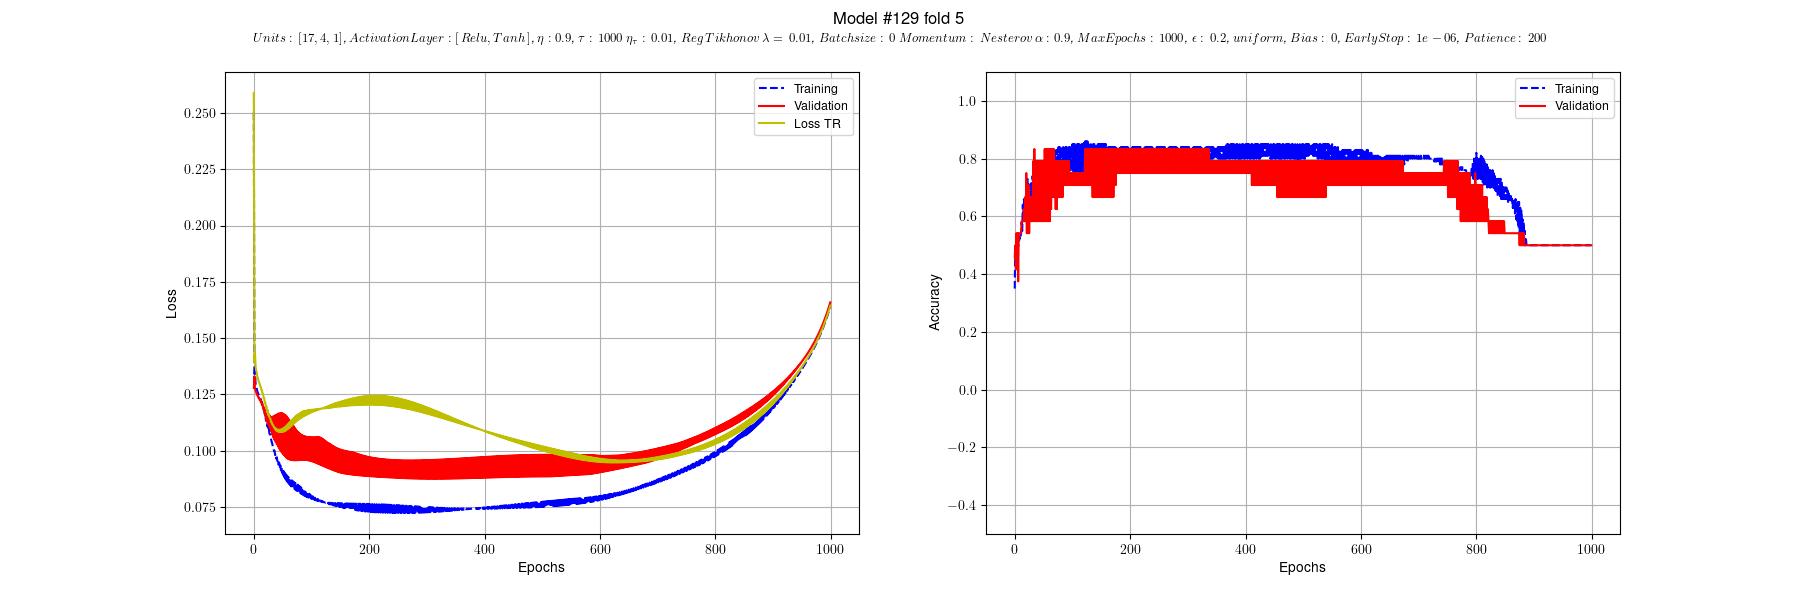 Model #129 fold 5
Units : [17, 4, 1], ActivationLayer : [ Relu, Tanh ], η : 0.9, τ : 1000 ητ : 0.01, Reg Tikhonov λ = 0.01, Batchsize : 0 Momentum : Nesterov α : 0.9, MaxEpochs : 1000, ϵ : 0.2, uniform, Bias : 0, EarlyStop : 1e − 06, Patience : 200
Training
Validation
Loss TR
0.250
0.225
0.200
0.175
0.150
0.125
0.100
0.075
Loss
0 200 400 600 800 1000
Epochs
Training
Validation
1.0
0.8
0.6
0.4
0.2
0.0
−0.2
−0.4
Accuracy
0 200 400 600 800 1000
Epochs